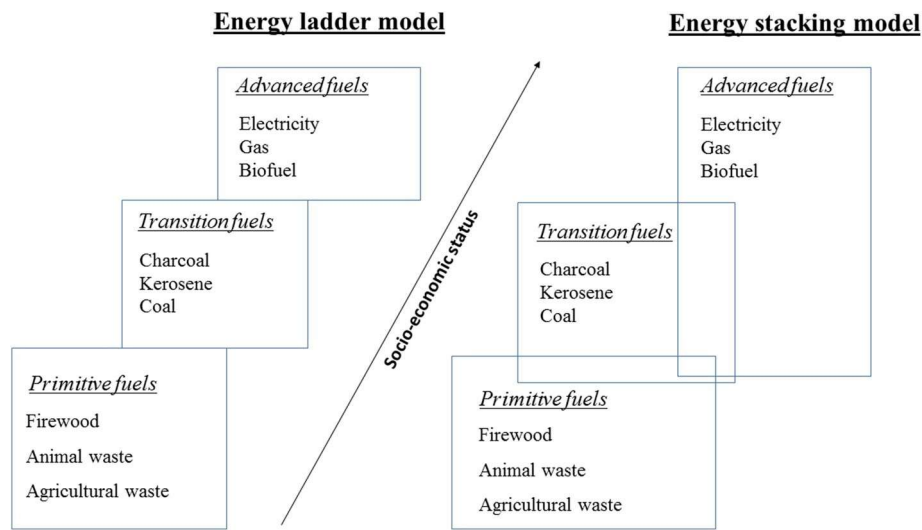 Energy ladder model
Advanced fuels
Electricity
Gas
Biofuel
Transition fuels
Charcoal
Kerosene
Coal
Primitive fuels
Firewood
Animal waste
Agricultural waste
Socio-economic status
Energy stacking model
Advanced fuels
Electricity
Gas
Biofuel
Transition fuels
Charcoal
Kerosene
Coal
Primitive fuels
Firewood
Animal waste
Agricultural waste